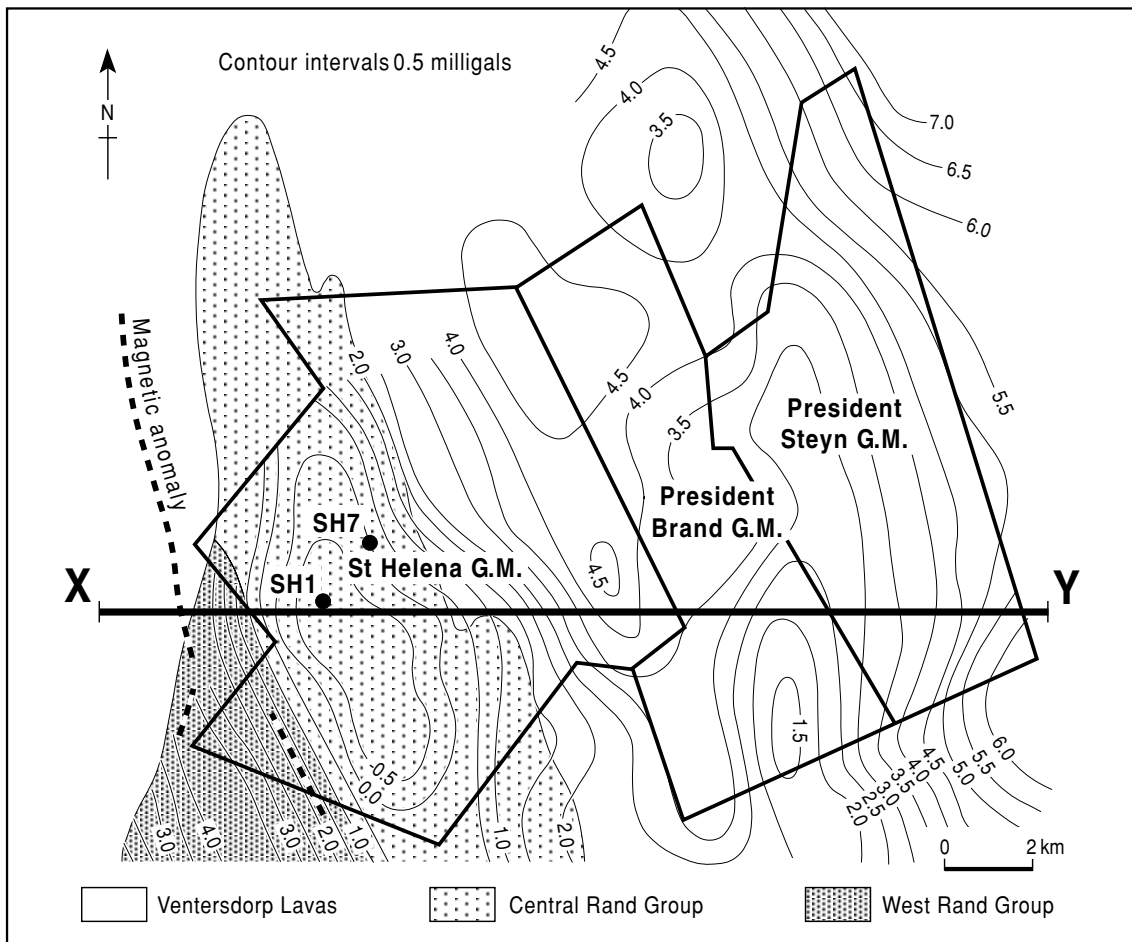 Contour intervals 0.5 milligals
N
4.5
4.0
3.5
7.0
6.5
6.0
Magnetic anomaly
2.0
3.0
4.0
4.5
4.0
3.5
5.5
President
Steyn G.M.
President
Brand G.M.
SH7
St Helena G.M.
SH1
4.5
X
Y
-0.5
0.0
1.5
6.0
5.5
5.0
4.5
4.0
3.5
3.0
2.5
2.0
3.0
4.0
3.0
2.0
1.0
1.0
2.0
0 2 km
Ventersdorp Lavas
Central Rand Group
West Rand Group